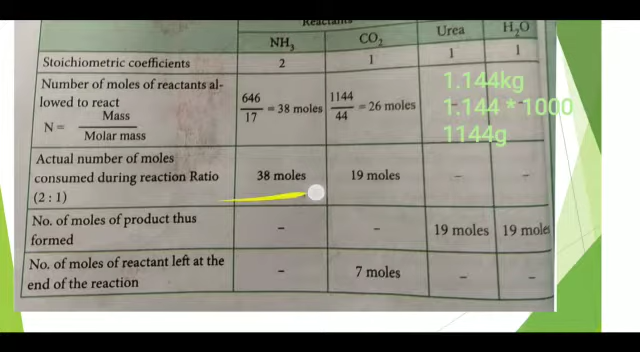 Reactants
Urea
H₂O
NH₃
CO₂
Stoichiometric coefficients
2
1
1
1
Number of moles of reactants al-
lowed to react
N = Mass / Molar mass
646/17 = 38 moles
1144/44 = 26 moles
1.144kg
1.144 * 1000
1144g
Actual number of moles
consumed during reaction Ratio
(2 : 1)
38 moles
19 moles
–
–
No. of moles of product thus
formed
–
–
19 moles
19 moles
No. of moles of reactant left at the
end of the reaction
–
7 moles
–
–